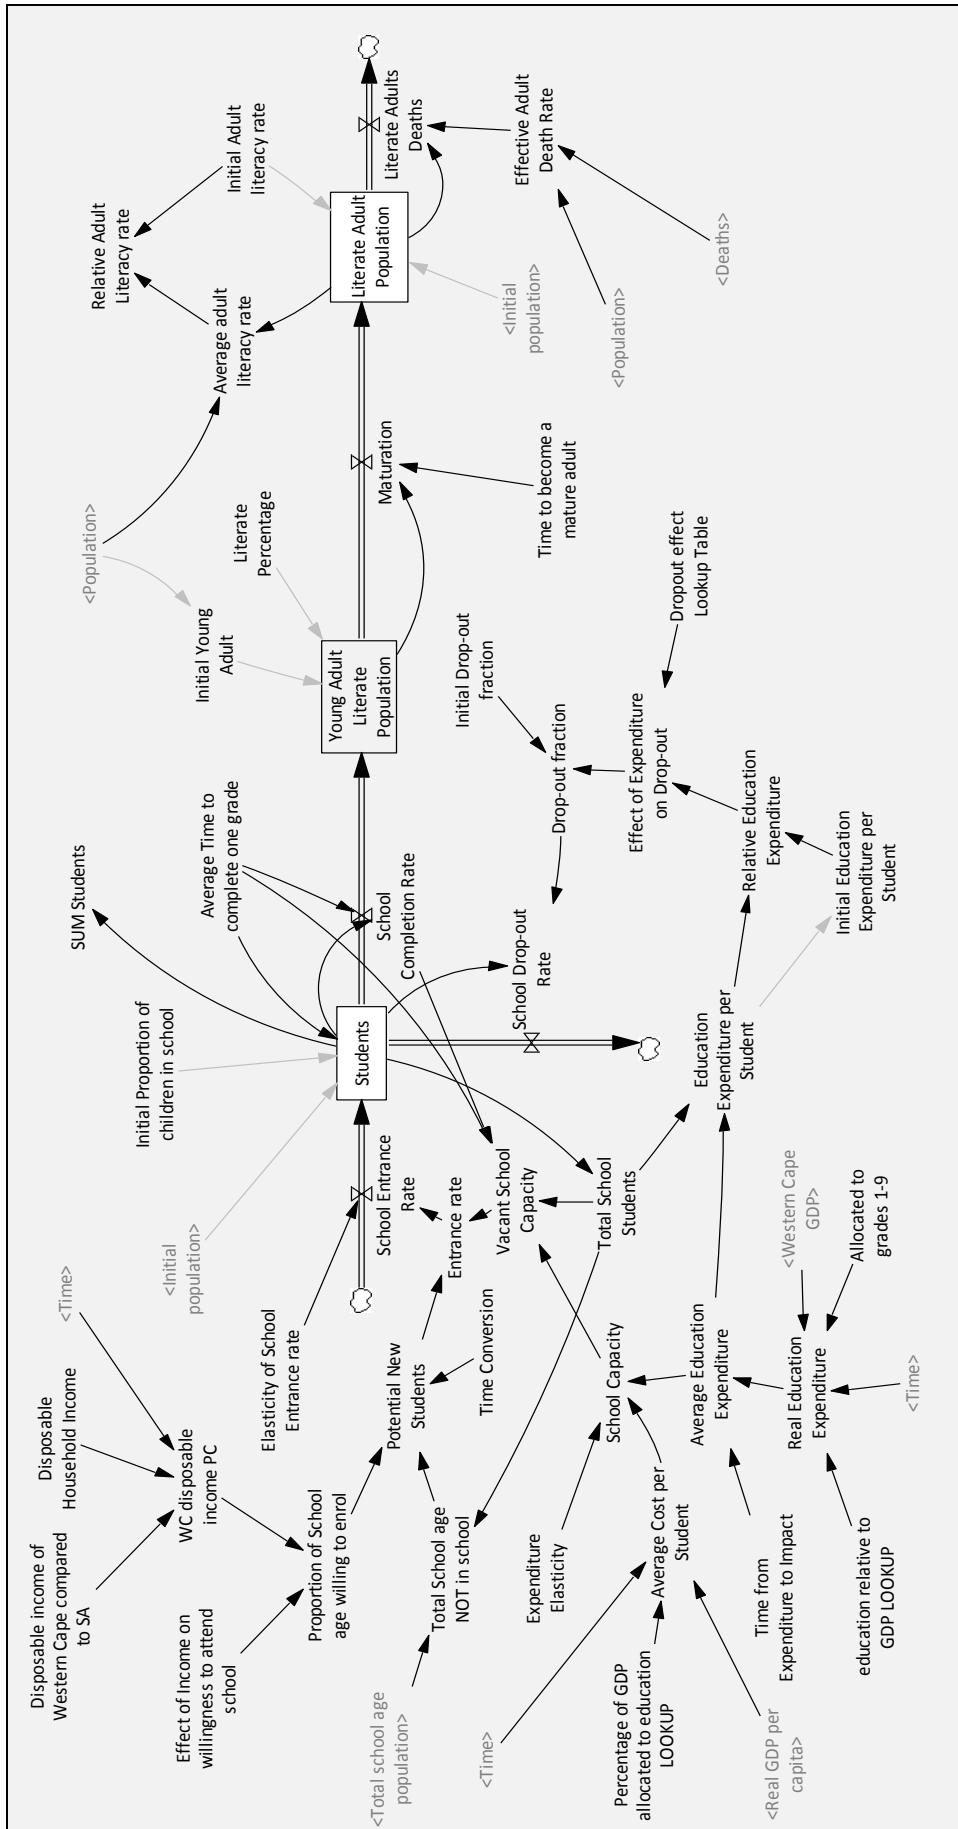 Disposable income of
Western Cape compared
to SA
Disposable
Household Income
<Time>
WC disposable
income PC
Effect of Income on
willingness to attend
school
Proportion of School
age willing to enrol
<Total school age
population>
Total School age
NOT in school
Potential New
Students
Time Conversion
Elasticity of School
Entrance rate
<Initial
population>
Initial Proportion of
children in school
SUM Students
Average Time to
complete one grade
School Entrance
Rate
Entrance rate
Vacant School
Capacity
Total School
Students
Students
School
Completion Rate
School Drop-out
Rate
<Time>
Percentage of GDP
allocated to education
LOOKUP
<Real GDP per
capita>
Average Cost per
Student
Expenditure
Elasticity
School Capacity
Time from
Expenditure to Impact
Average Education
Expenditure
education relative to
GDP LOOKUP
Real Education
Expenditure
<Time>
<Western Cape
GDP>
Allocated to
grades 1-9
Education
Expenditure per
Student
Initial Education
Expenditure per
Student
Relative Education
Expenditure
Effect of Expenditure
on Drop-out
Dropout effect
Lookup Table
Drop-out fraction
Initial Drop-out
fraction
<Population>
Initial Young
Adult
Literate
Percentage
Young Adult
Literate
Population
Maturation
Time to become a
mature adult
Average adult
literacy rate
Relative Adult
Literacy rate
Initial Adult
literacy rate
Literate Adult
Population
<Initial
population>
Literate Adults
Deaths
Effective Adult
Death Rate
<Population>
<Deaths>